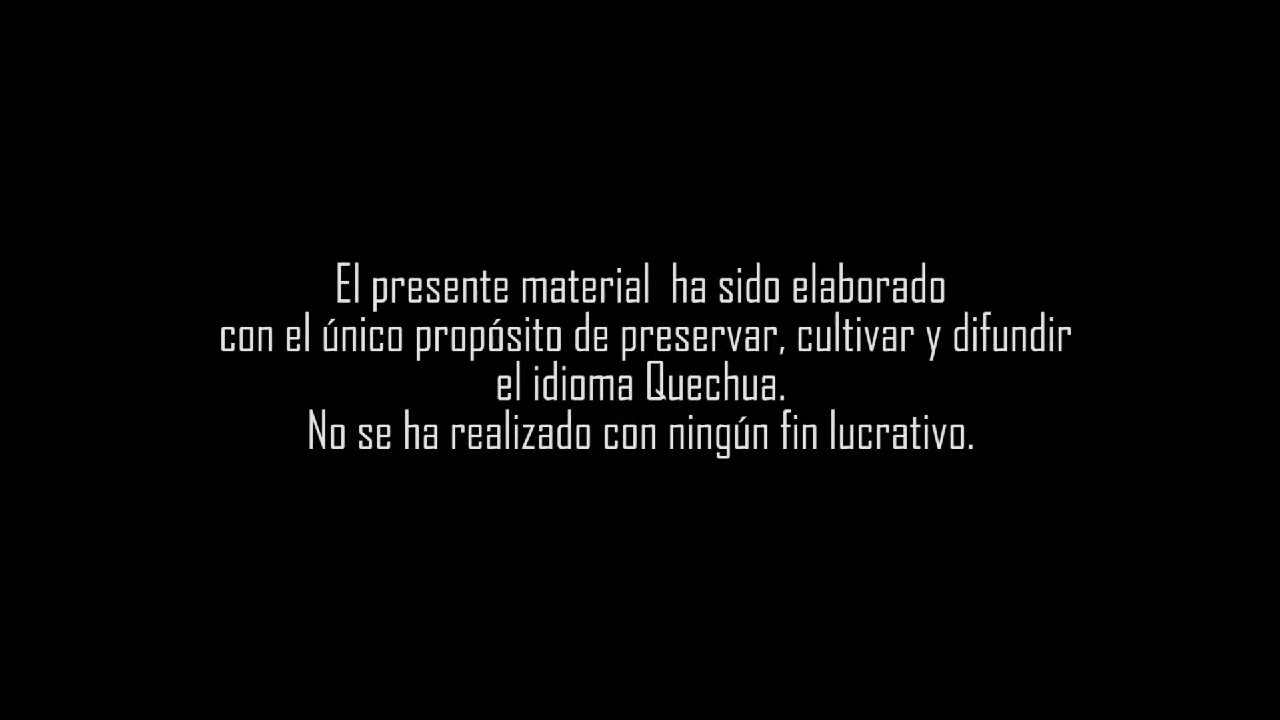 El presente material ha sido elaborado
con el único propósito de preservar, cultivar y difundir
el idioma Quechua.
No se ha realizado con ningún fin lucrativo.